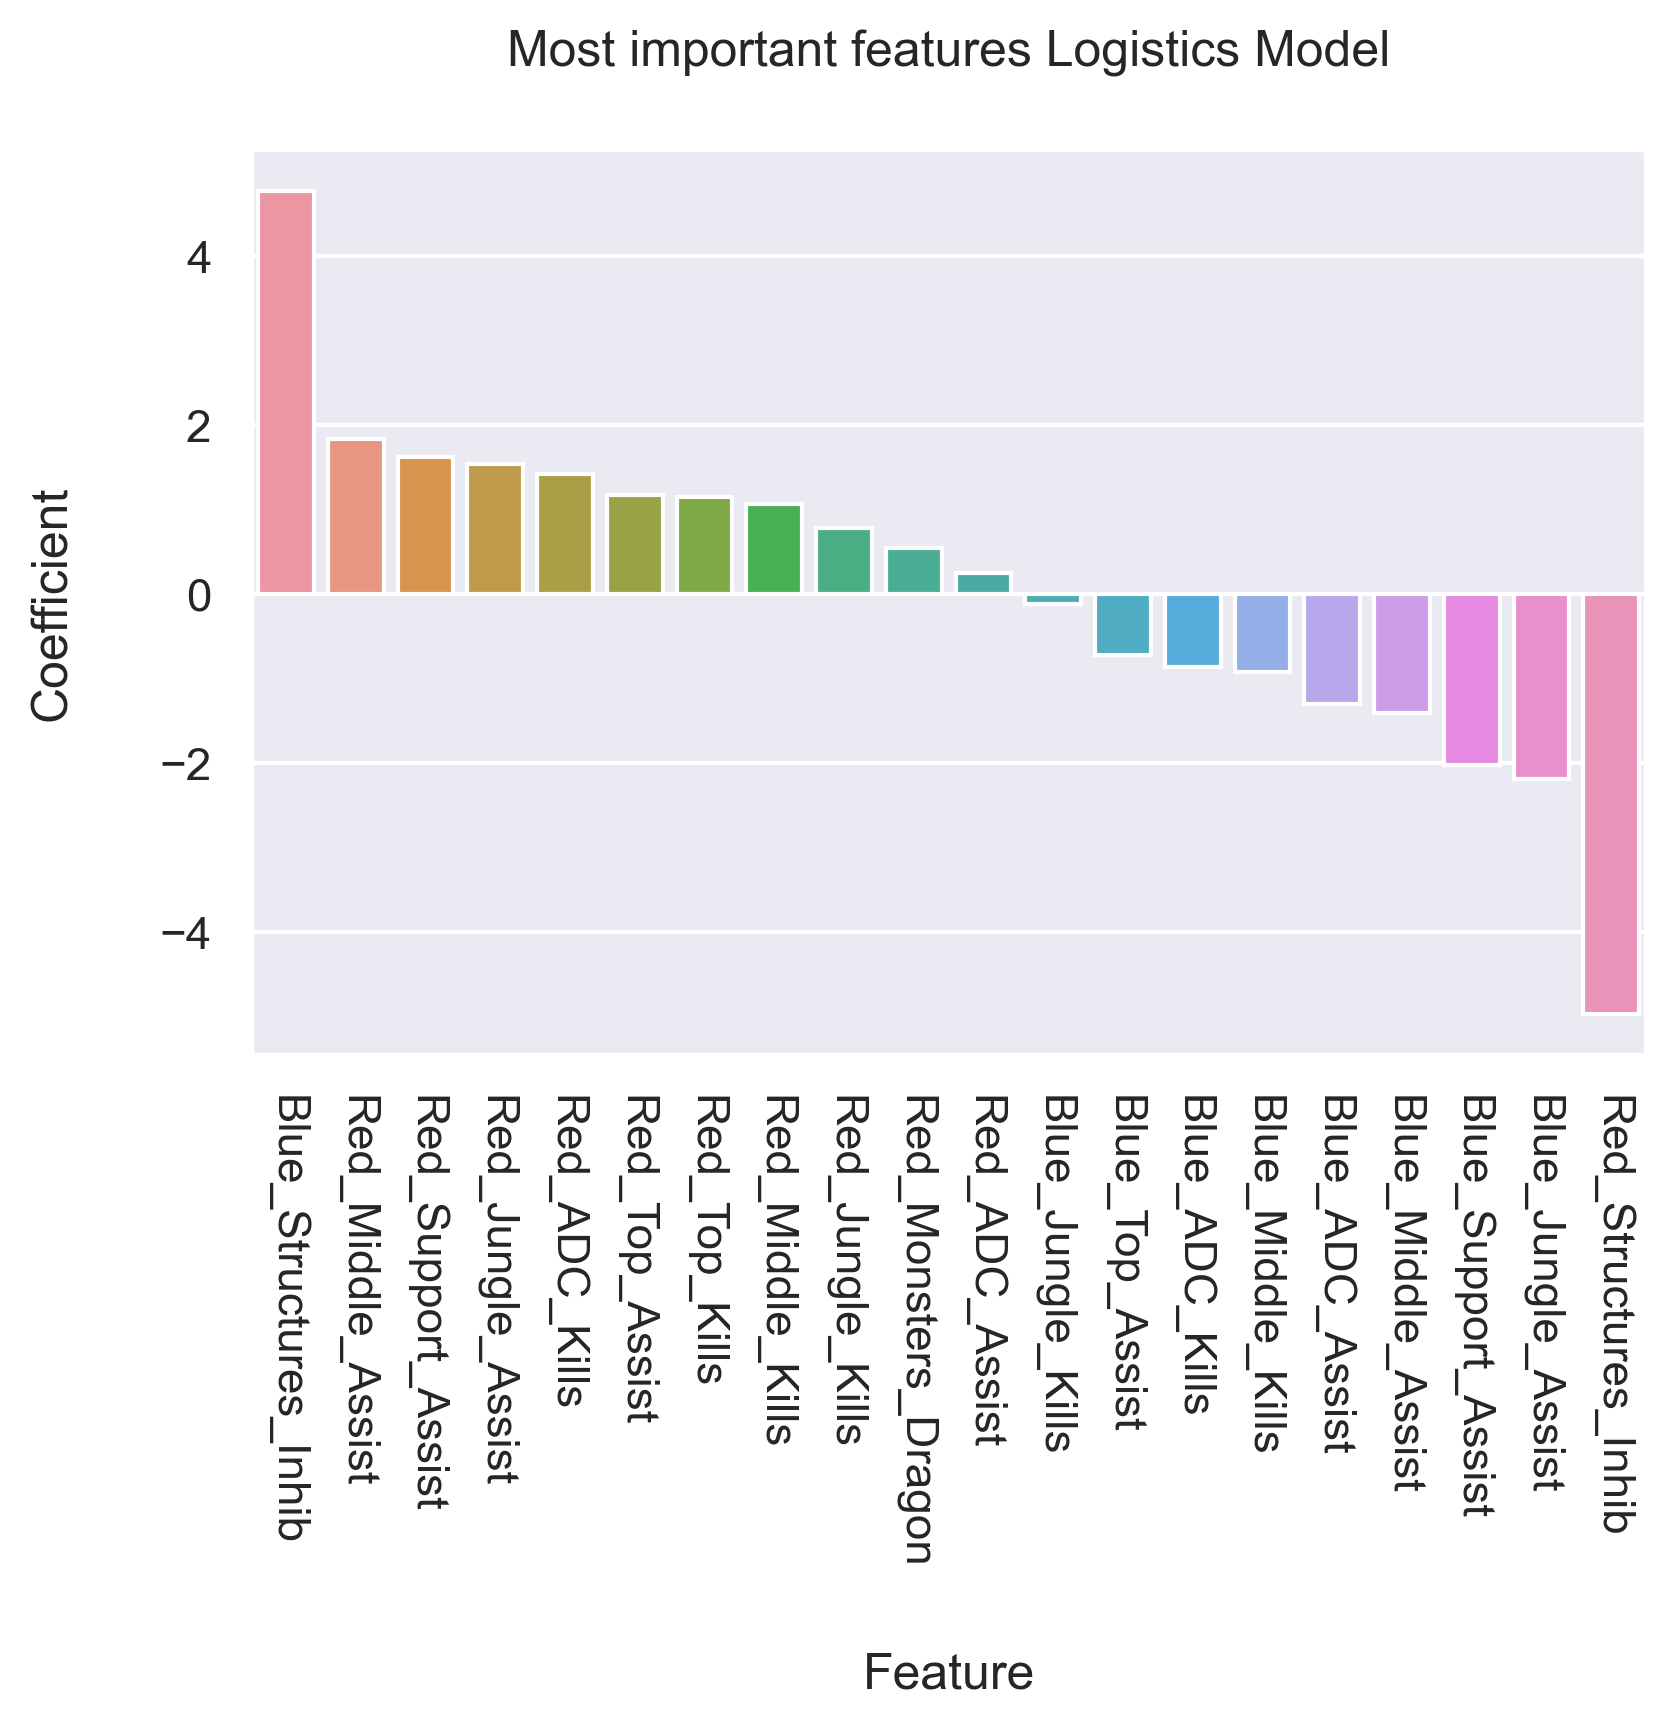 Most important features Logistics Model
Coefficient
4
2
0
−2
−4
Blue_Structures_Inhib
Red_Middle_Assist
Red_Support_Assist
Red_Jungle_Assist
Red_ADC_Kills
Red_Top_Assist
Red_Top_Kills
Red_Middle_Kills
Red_Jungle_Kills
Red_Monsters_Dragon
Red_ADC_Assist
Blue_Jungle_Kills
Blue_Top_Assist
Blue_ADC_Kills
Blue_Middle_Kills
Blue_ADC_Assist
Blue_Middle_Assist
Blue_Support_Assist
Blue_Jungle_Assist
Red_Structures_Inhib
Feature